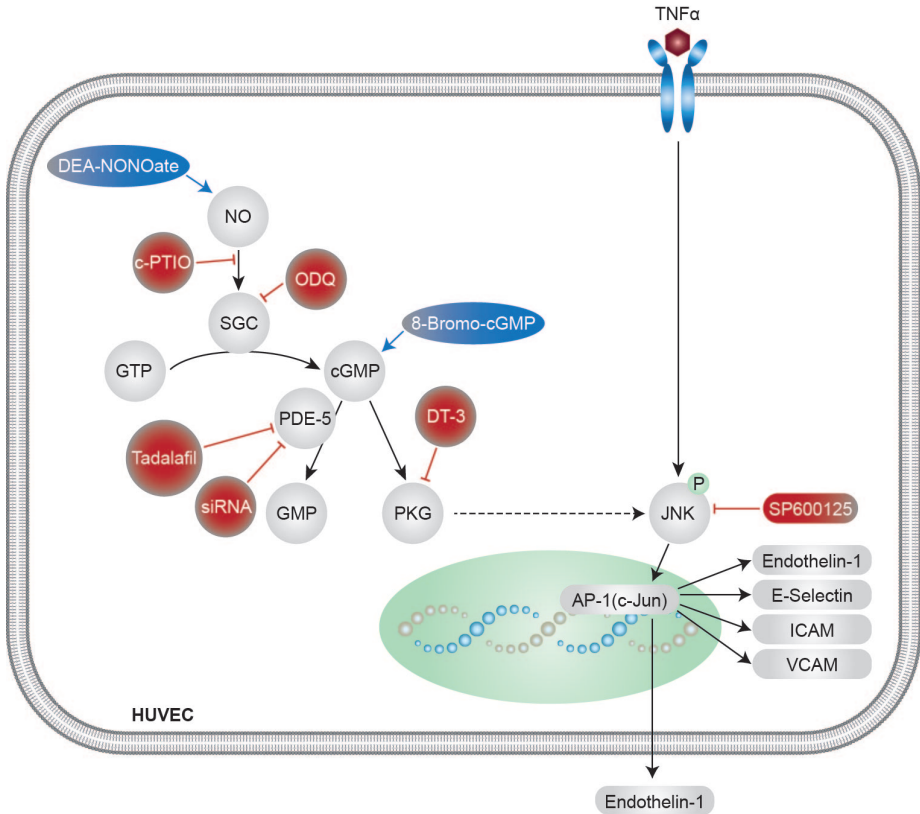 TNFα
DEA-NONOate
NO
c-PTIO
ODQ
SGC
8-Bromo-cGMP
GTP
cGMP
PDE-5
DT-3
Tadalafil
siRNA
GMP
PKG
P
JNK
SP600125
Endothelin-1
AP-1(c-Jun)
E-Selectin
ICAM
VCAM
HUVEC
Endothelin-1